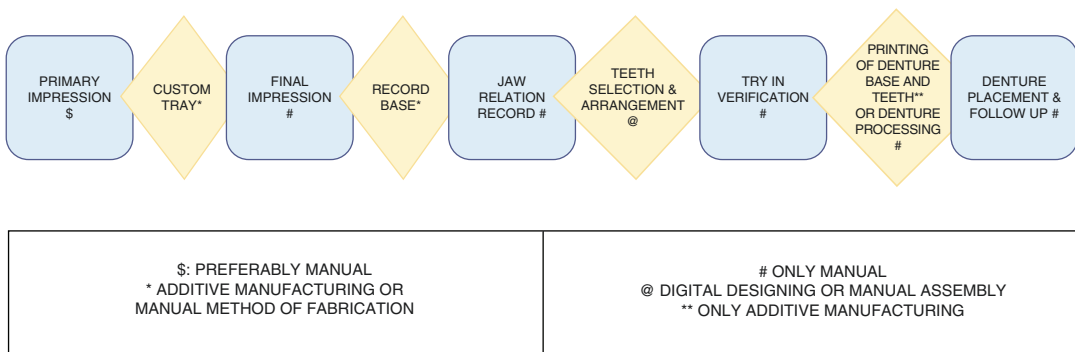 PRIMARY
IMPRESSION
$
CUSTOM
TRAY*
FINAL
IMPRESSION
#
RECORD
BASE*
JAW
RELATION
RECORD #
TEETH
SELECTION &
ARRANGEMENT
@
TRY IN
VERIFICATION
#
PRINTING
OF DENTURE
BASE AND
TEETH**
OR DENTURE
PROCESSING
#
DENTURE
PLACEMENT &
FOLLOW UP #
$: PREFERABLY MANUAL
* ADDITIVE MANUFACTURING OR
MANUAL METHOD OF FABRICATION
# ONLY MANUAL
@ DIGITAL DESIGNING OR MANUAL ASSEMBLY
** ONLY ADDITIVE MANUFACTURING